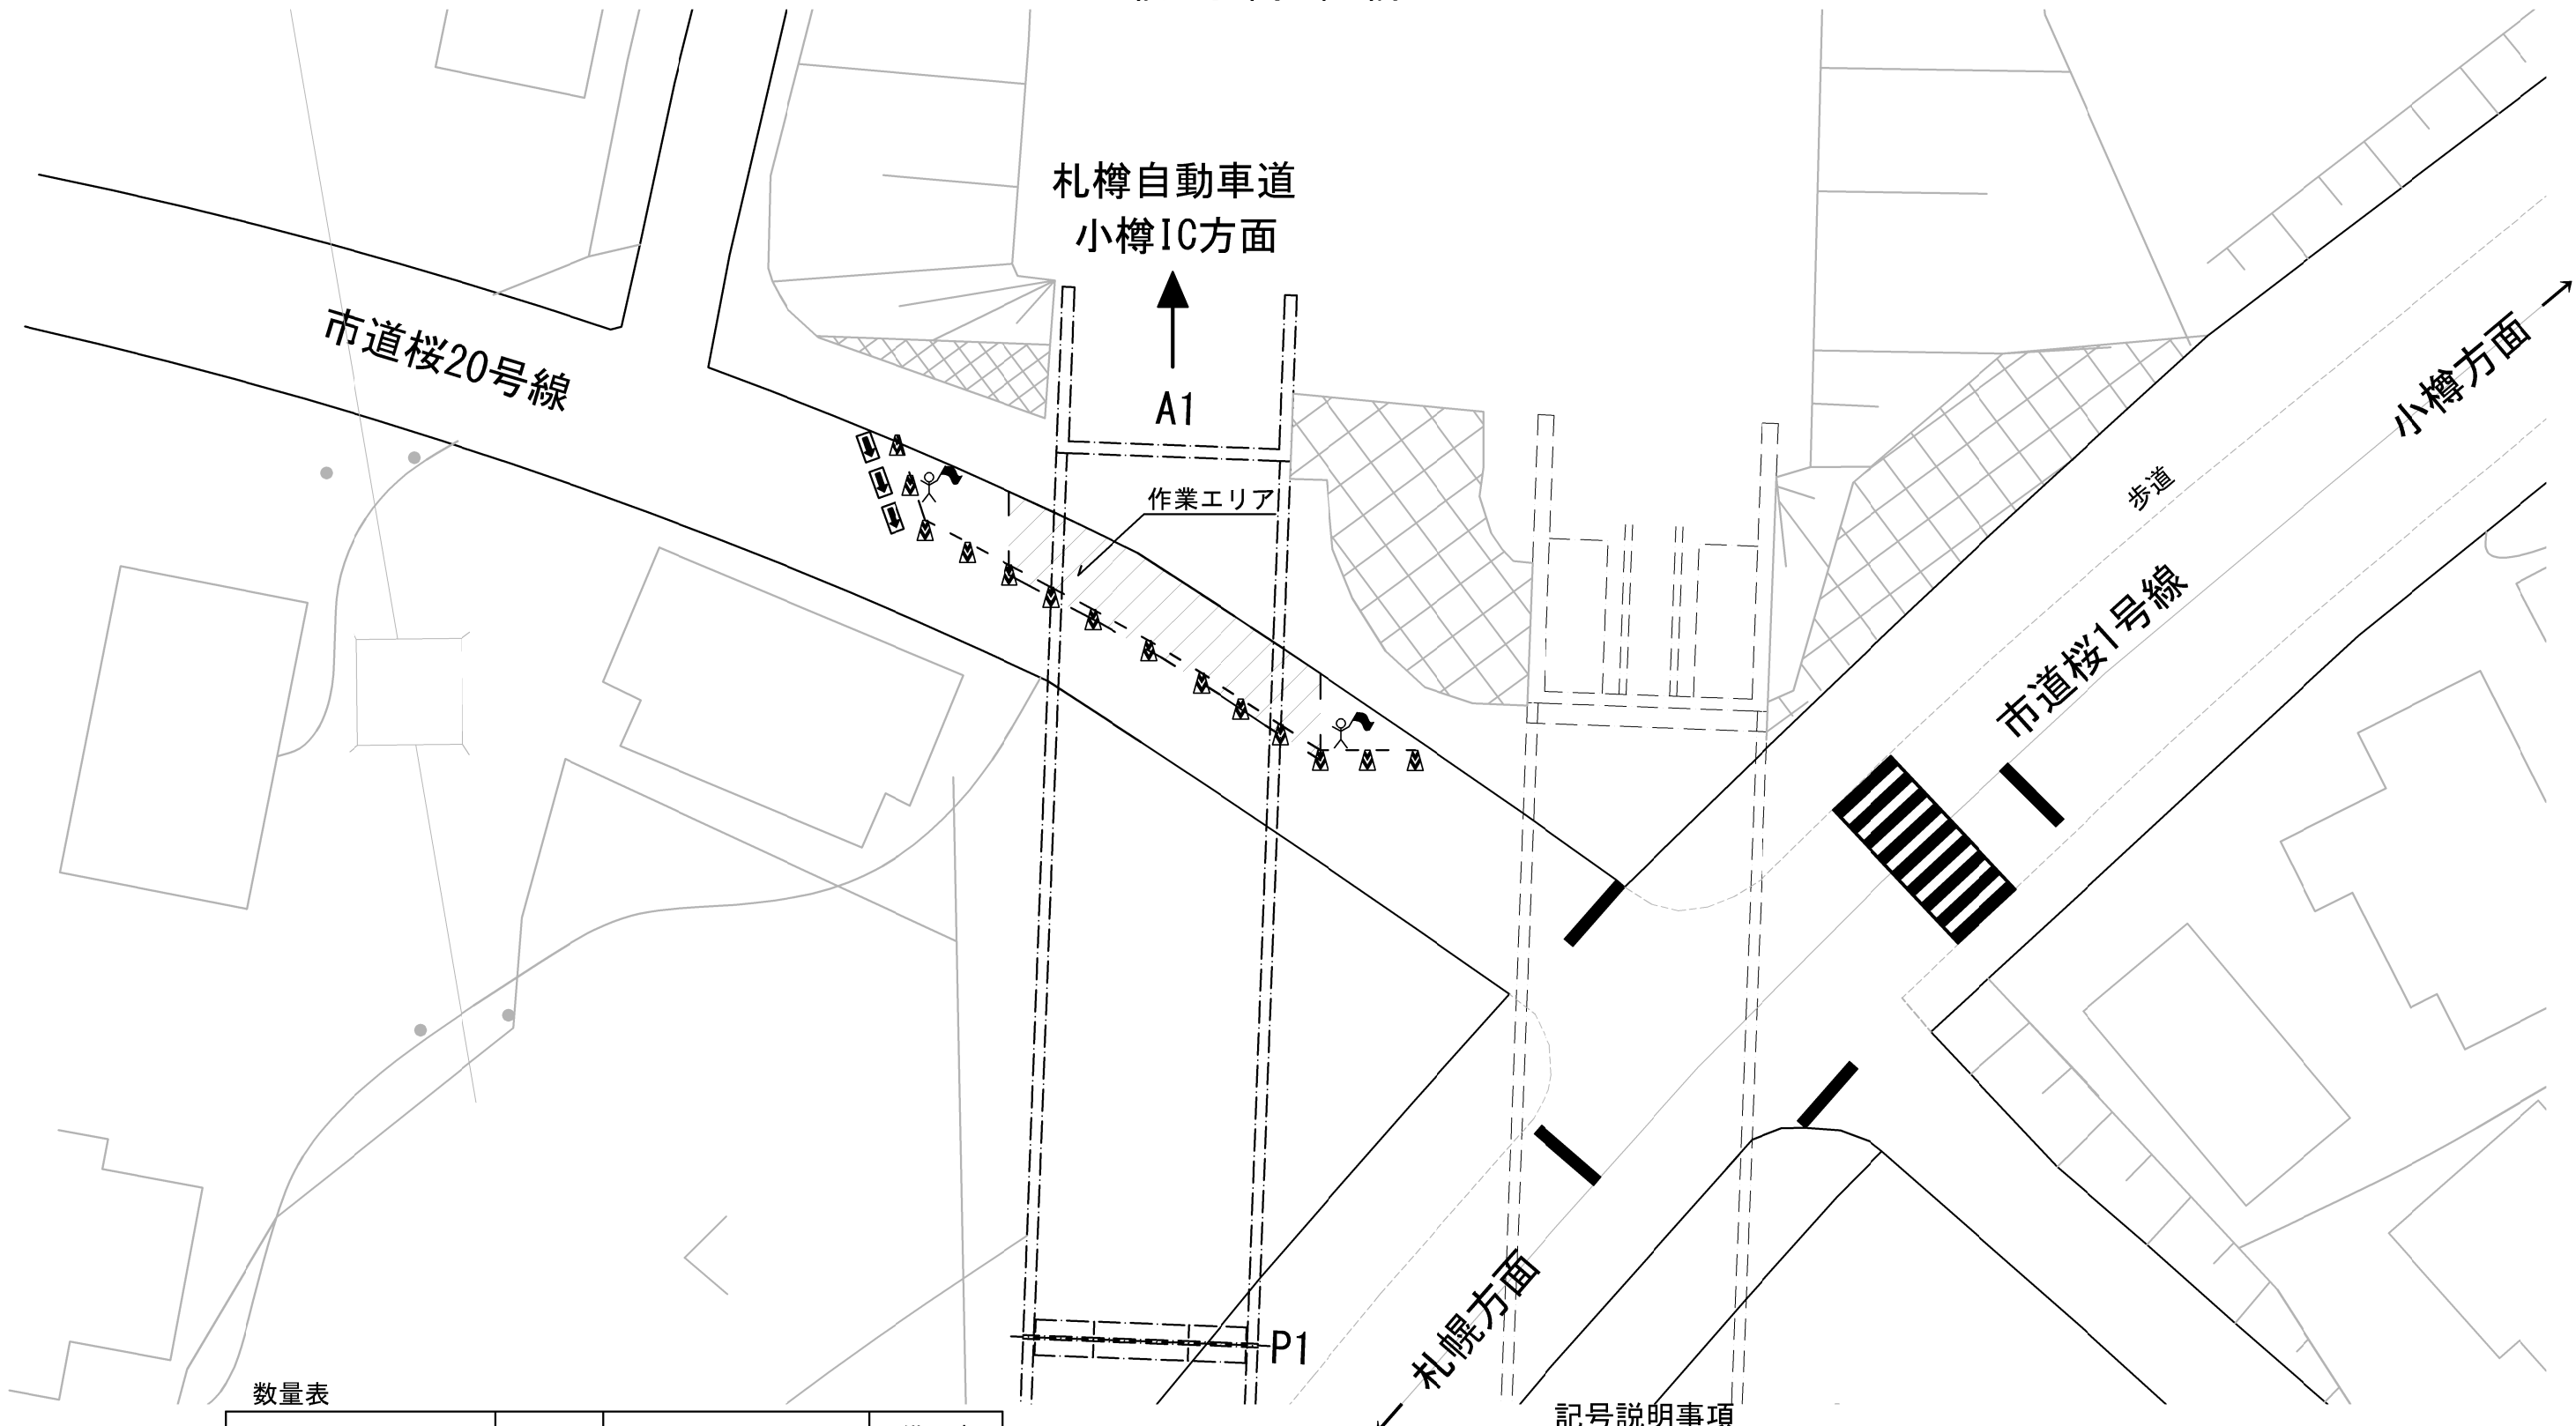 札樽自動車道
小樽IC方面
小樽方面
市道桜20号線
A1
歩道
作業エリア
市道桜1号線
札幌方面
P1
数量表
記号説明事項